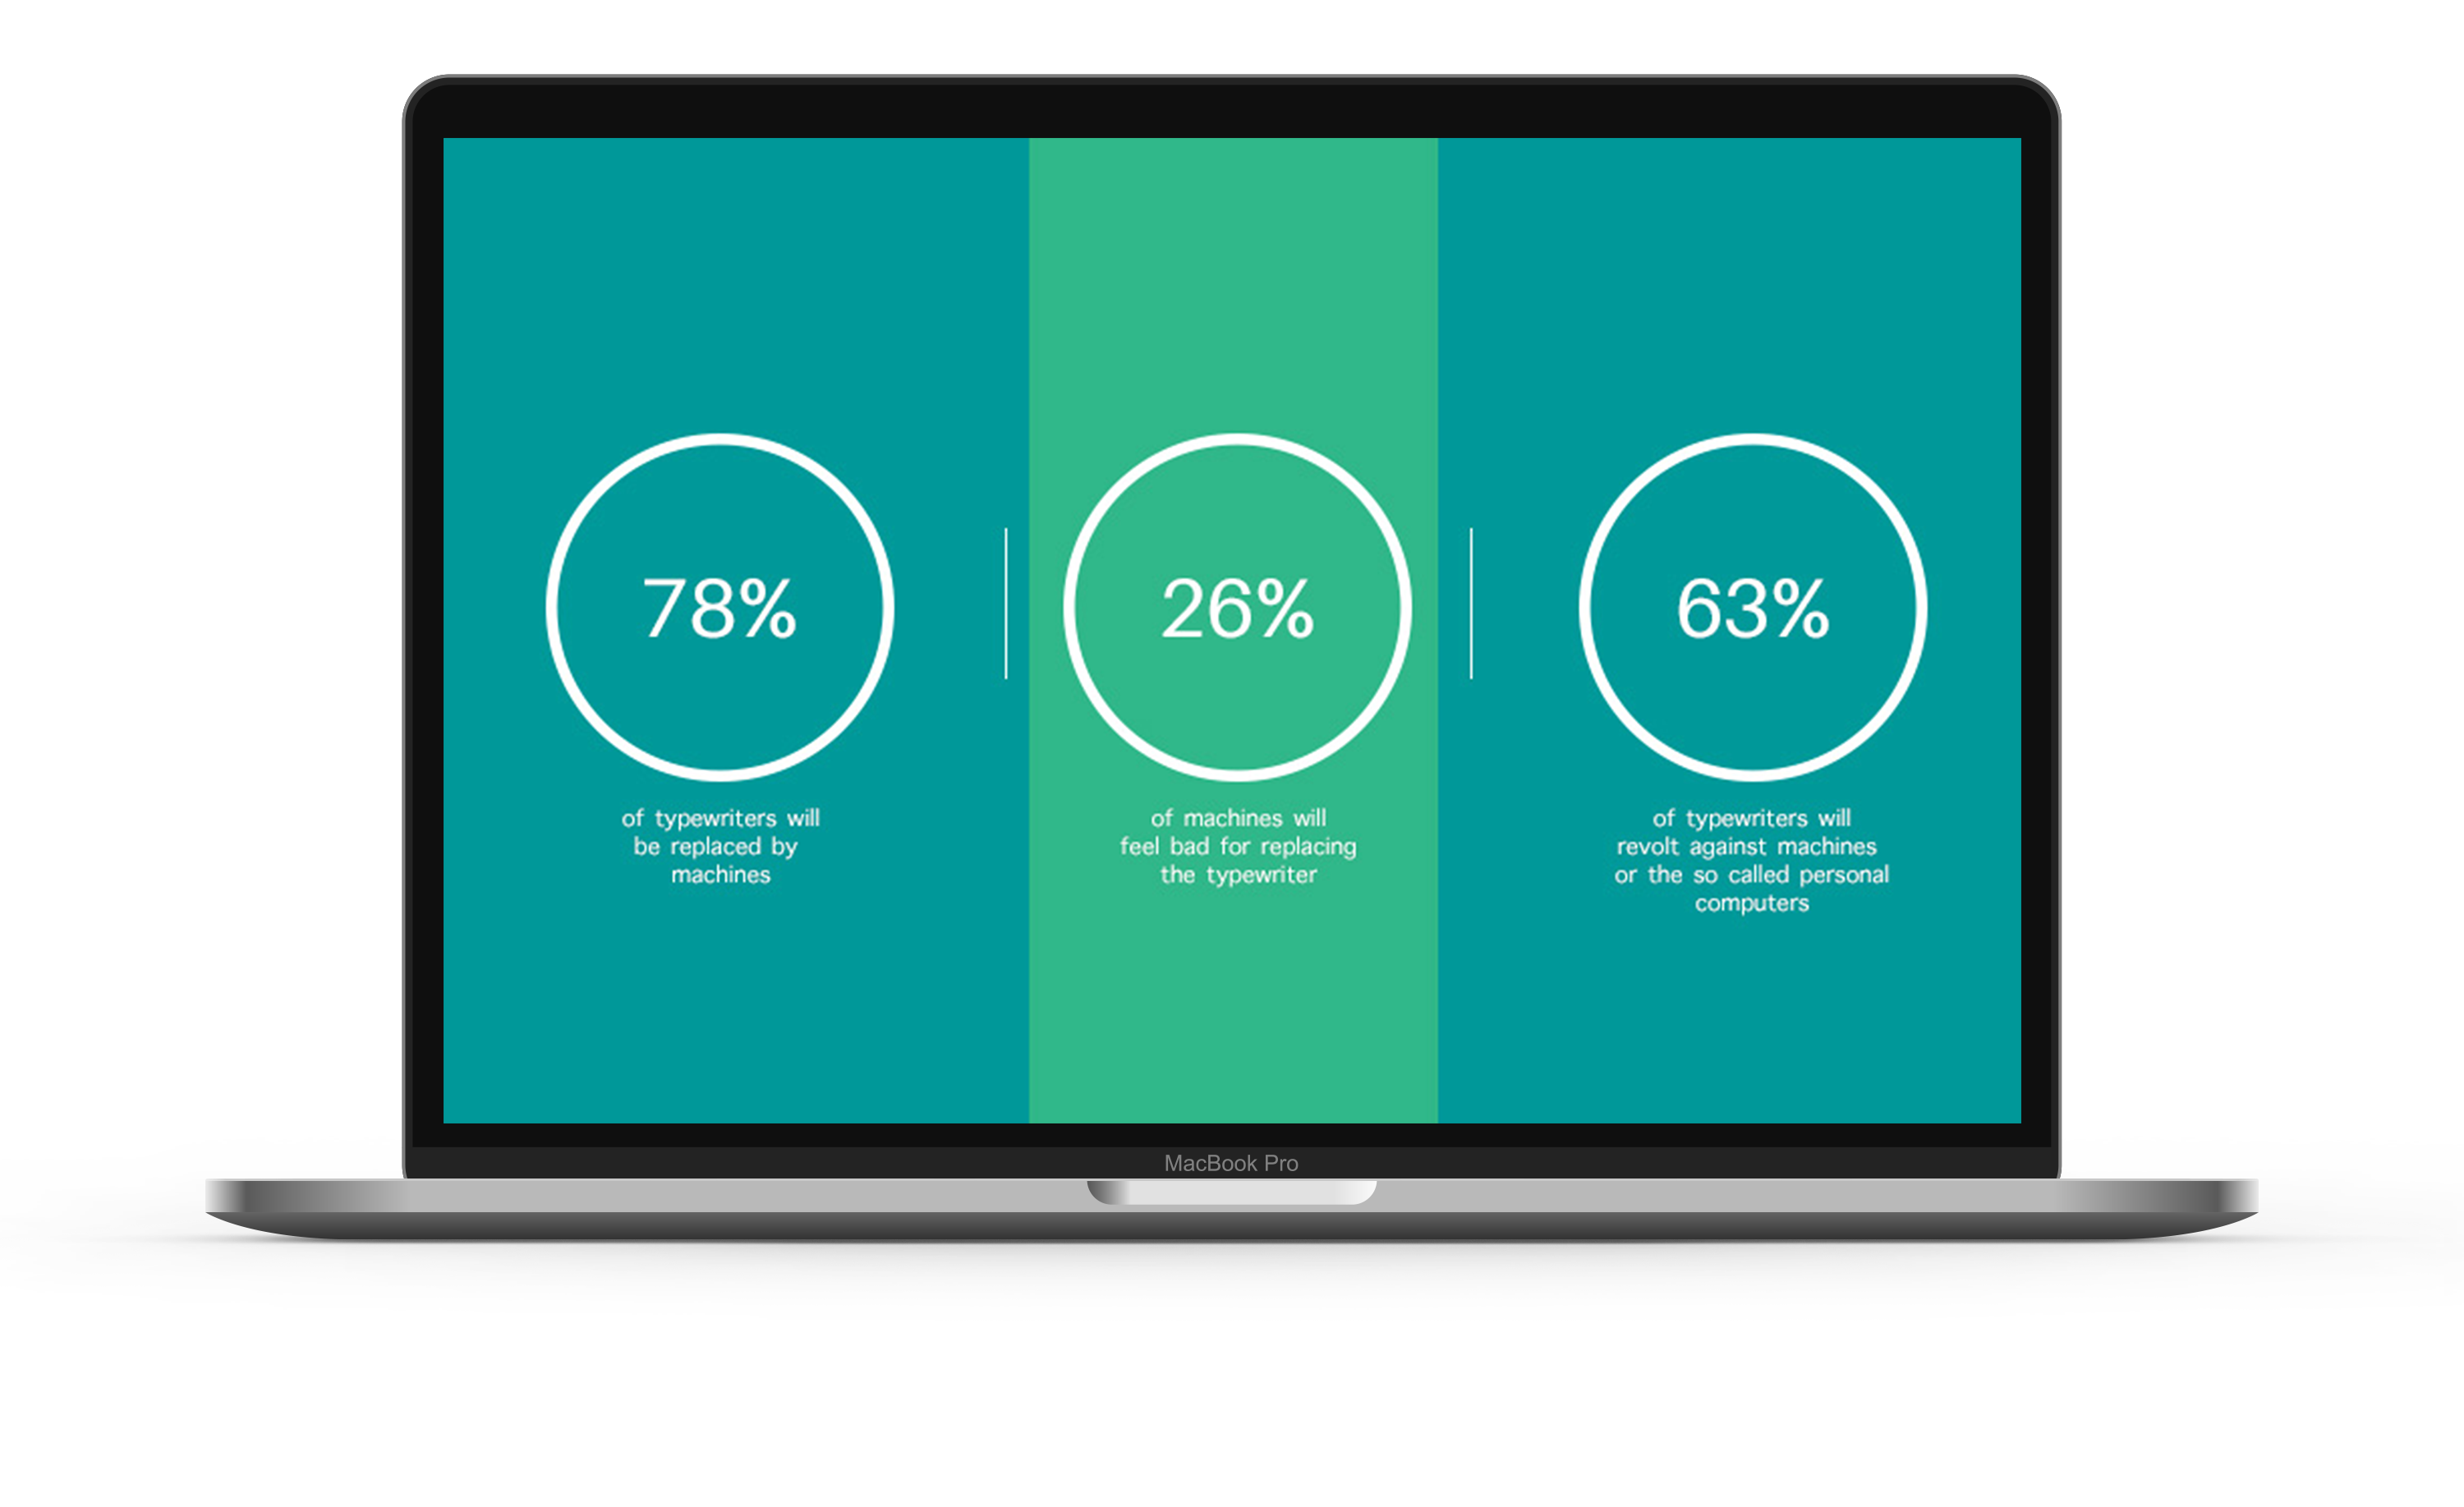 78%
of typewriters will
be replaced by
machines
26%
of machines will
feel bad for replacing
the typewriter
63%
of typewriters will
revolt against machines
or the so called personal
computers
MacBook Pro